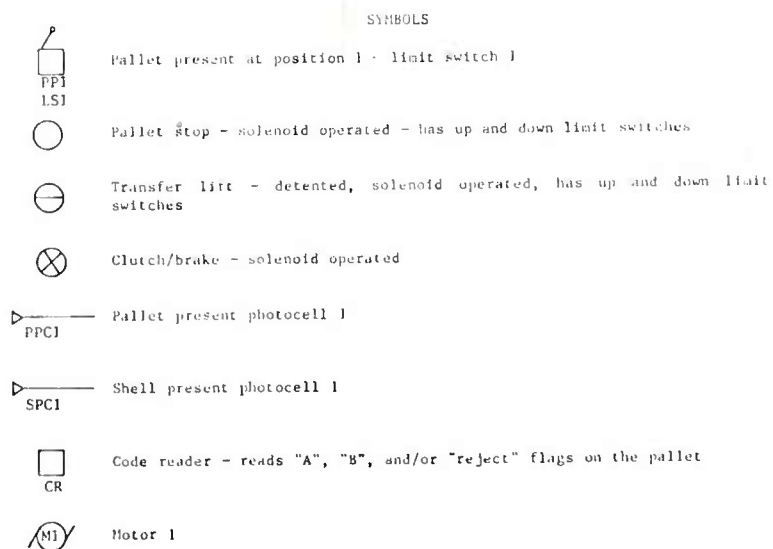 SYMBOLS
PP1
LS1
Pallet present at position 1 - limit switch 1
Pallet stop - solenoid operated - has up and down limit switches
Transfer lift - detented, solenoid operated, has up and down limit
switches
Clutch/brake - solenoid operated
PPC1
Pallet present photocell 1
SPC1
Shell present photocell 1
CR
Code reader - reads "A", "B", and/or "reject" flags on the pallet
M1
Motor 1